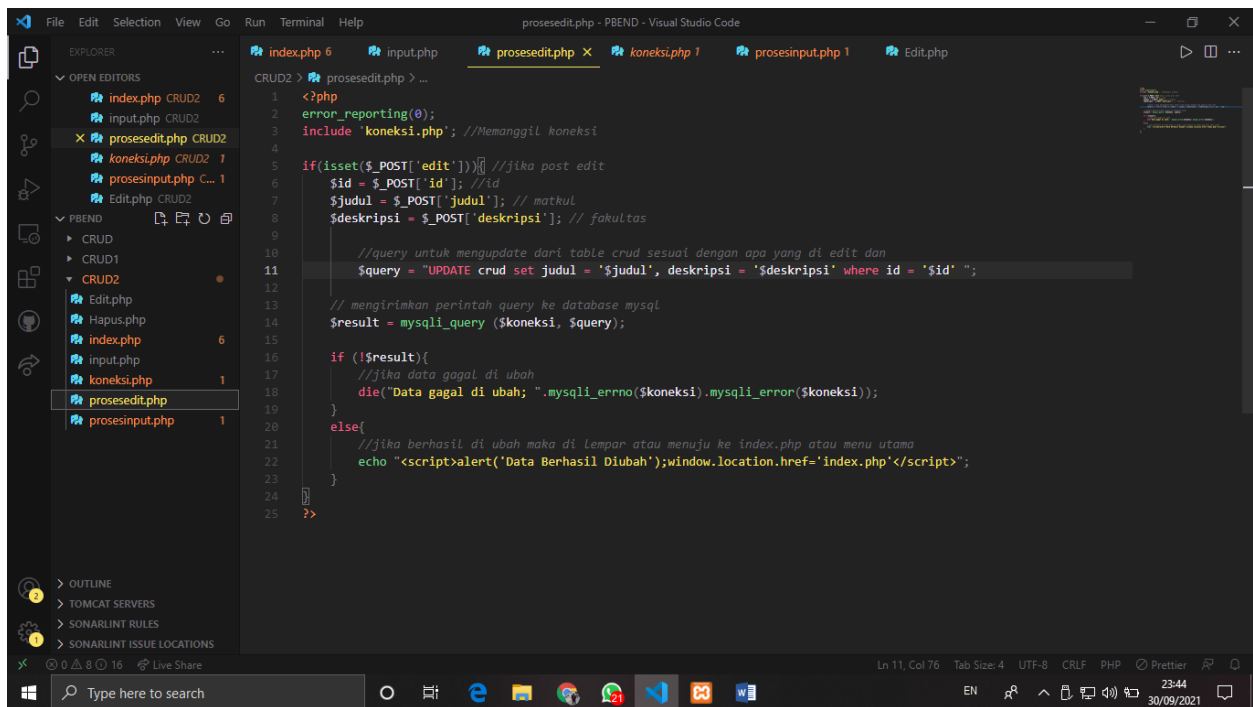 File Edit Selection View Go Run Terminal Help prosesedit.php - PBEND - Visual Studio Code
EXPLORER ...
index.php 6 input.php prosesedit.php koneksi.php 1 prosesinput.php 1 Edit.php
OPEN EDITORS
index.php CRUD2 6
input.php CRUD2
prosesedit.php CRUD2
koneksi.php CRUD2 1
prosesinput.php C... 1
Edit.php CRUD2
PBEND
CRUD
CRUD1
CRUD2
Edit.php
Hapus.php
index.php 6
input.php
koneksi.php 1
prosesedit.php
prosesinput.php 1
OUTLINE
TOMCAT SERVERS
SONARLINT RULES
SONARLINT ISSUE LOCATIONS
2
1
CRUD2 > prosesedit.php > ...
1 <?php
2 error_reporting(0);
3 include 'koneksi.php'; //Memanggil koneksi
4
5 if(isset($_POST['edit'])){ //jika post edit
6 $id = $_POST['id']; //id
7 $judul = $_POST['judul']; // matkul
8 $deskripsi = $_POST['deskripsi']; // fakultas
9
10 //query untuk mengupdate dari table crud sesuai dengan apa yang di edit dan
11 $query = "UPDATE crud set judul = '$judul', deskripsi = '$deskripsi' where id = '$id' ";
12
13 // mengirimkan perintah query ke database mysql
14 $result = mysqli_query ($koneksi, $query);
15
16 if (!$result){
17 //jika data gagal di ubah
18 die("Data gagal di ubah; ".mysqli_errno($koneksi).mysqli_error($koneksi));
19 }
20 else{
21 //jika berhasil di ubah maka di lempar atau menuju ke index.php atau menu utama
22 echo "<script>alert('Data Berhasil Diubah');window.location.href='index.php'</script>";
23 }
24 }
25 ?>
0 8 16 Live Share Ln 11, Col 76 Tab Size: 4 UTF-8 CRLF PHP Prettier
Type here to search 21 EN 23:44
30/09/2021